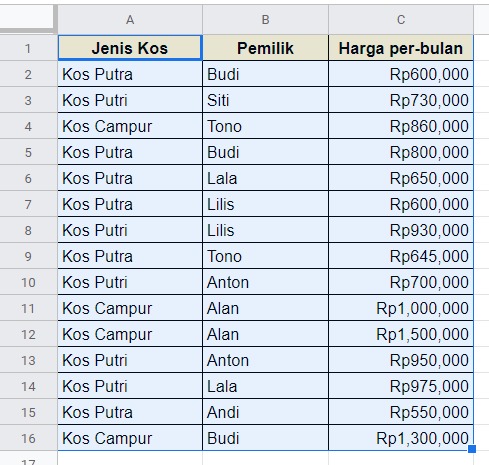 A B C
1 Jenis Kos Pemilik Harga per-bulan
2 Kos Putra Budi Rp600,000
3 Kos Putri Siti Rp730,000
4 Kos Campur Tono Rp860,000
5 Kos Putra Budi Rp800,000
6 Kos Putra Lala Rp650,000
7 Kos Putra Lilis Rp600,000
8 Kos Putri Lilis Rp930,000
9 Kos Putra Tono Rp645,000
10 Kos Putri Anton Rp700,000
11 Kos Campur Alan Rp1,000,000
12 Kos Campur Alan Rp1,500,000
13 Kos Putri Anton Rp950,000
14 Kos Putri Lala Rp975,000
15 Kos Putra Andi Rp550,000
16 Kos Campur Budi Rp1,300,000
17